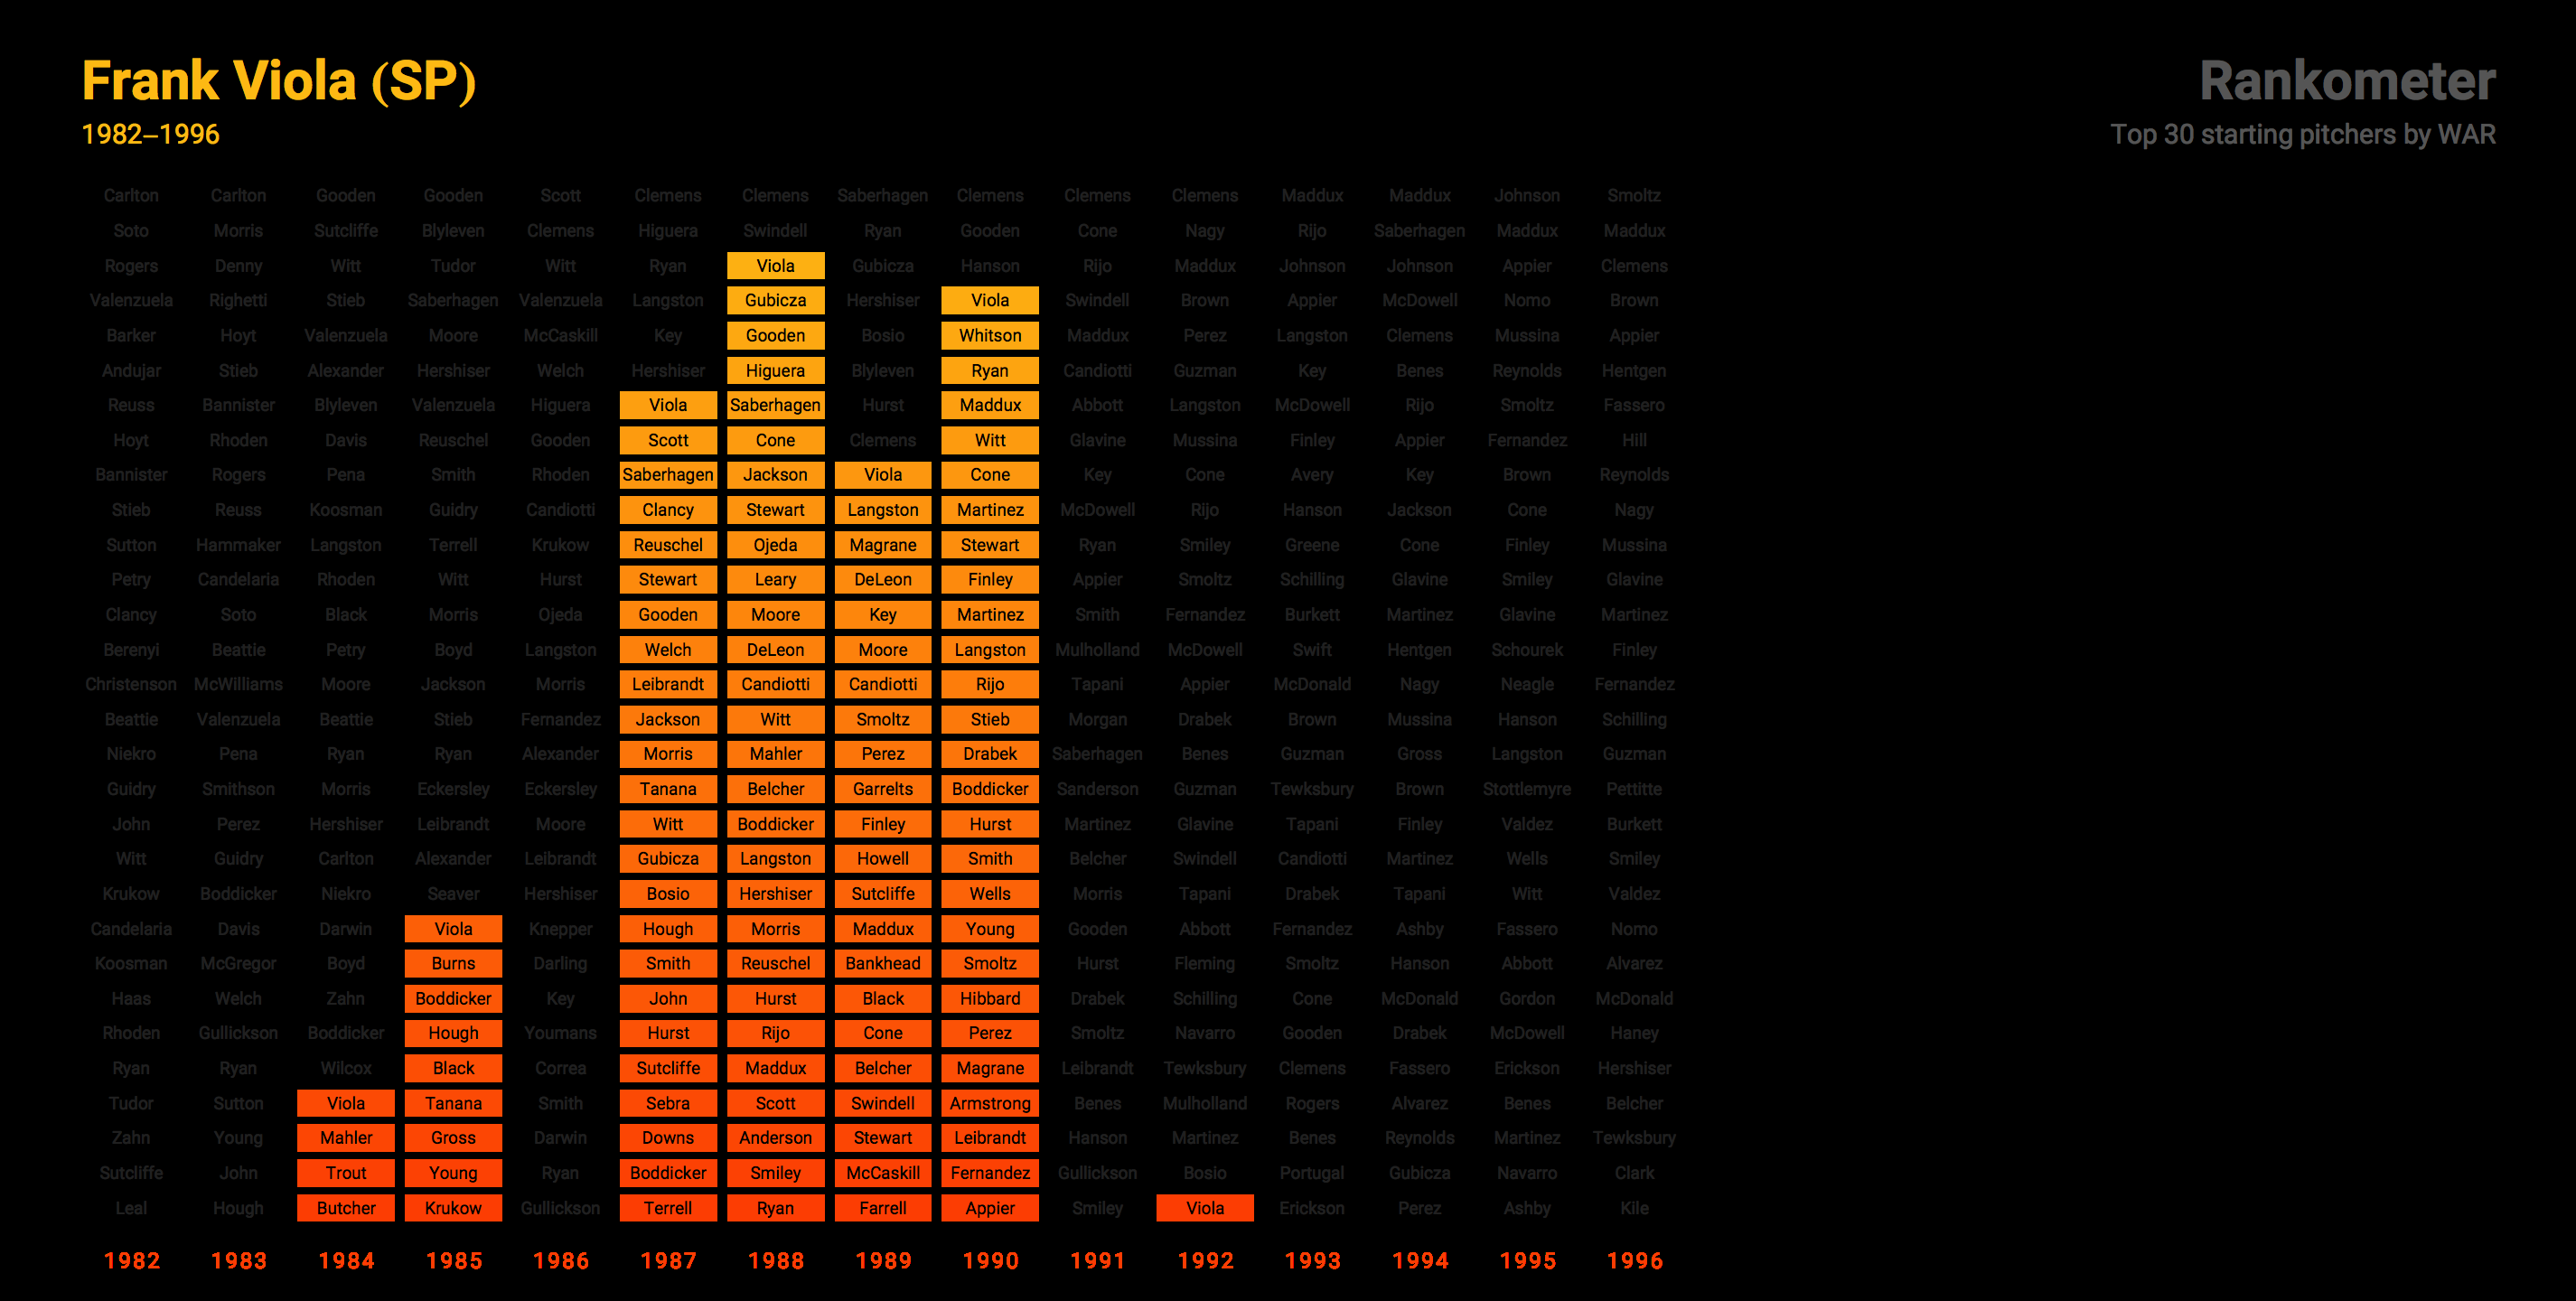 Frank Viola (SP)
1982–1996
Rankometer
Top 30 starting pitchers by WAR
Carlton Carlton Gooden Gooden Scott Clemens Clemens Saberhagen Clemens Clemens Clemens Maddux Maddux Johnson Smoltz
Soto Morris Sutcliffe Blyleven Clemens Higuera Swindell Ryan Gooden Cone Nagy Rijo Saberhagen Maddux Maddux
Rogers Denny Witt Tudor Witt Ryan Viola Gubicza Hanson Rijo Maddux Johnson Johnson Appier Clemens
Valenzuela Righetti Stieb Saberhagen Valenzuela Langston Gubicza Hershiser Viola Swindell Brown Appier McDowell Nomo Brown
Barker Hoyt Valenzuela Moore McCaskill Key Gooden Bosio Whitson Maddux Perez Langston Clemens Mussina Appier
Andujar Stieb Alexander Hershiser Welch Hershiser Higuera Blyleven Ryan Candiotti Guzman Key Benes Reynolds Hentgen
Reuss Bannister Blyleven Valenzuela Higuera Viola Saberhagen Hurst Maddux Abbott Langston McDowell Rijo Smoltz Fassero
Hoyt Rhoden Davis Reuschel Gooden Scott Cone Clemens Witt Glavine Mussina Finley Appier Fernandez Hill
Bannister Rogers Pena Smith Rhoden Saberhagen Jackson Viola Cone Key Cone Avery Key Brown Reynolds
Stieb Reuss Koosman Guidry Candiotti Clancy Stewart Langston Martinez McDowell Rijo Hanson Jackson Cone Nagy
Sutton Hammaker Langston Terrell Krukow Reuschel Ojeda Magrane Stewart Ryan Smiley Greene Cone Finley Mussina
Petry Candelaria Rhoden Witt Hurst Stewart Leary DeLeon Finley Appier Smoltz Schilling Glavine Smiley Glavine
Clancy Soto Black Morris Ojeda Gooden Moore Key Martinez Smith Fernandez Burkett Martinez Glavine Martinez
Berenyi Beattie Petry Boyd Langston Welch DeLeon Moore Langston Mulholland McDowell Swift Hentgen Schourek Finley
Christenson McWilliams Moore Jackson Morris Leibrandt Candiotti Candiotti Rijo Tapani Appier McDonald Nagy Neagle Fernandez
Beattie Valenzuela Beattie Stieb Fernandez Jackson Witt Smoltz Stieb Morgan Drabek Brown Mussina Hanson Schilling
Niekro Pena Ryan Ryan Alexander Morris Mahler Perez Drabek Saberhagen Benes Guzman Gross Langston Guzman
Guidry Smithson Morris Eckersley Eckersley Tanana Belcher Garrelts Boddicker Sanderson Guzman Tewksbury Brown Stottlemyre Pettitte
John Perez Hershiser Leibrandt Moore Witt Boddicker Finley Hurst Martinez Glavine Tapani Finley Valdez Burkett
Witt Guidry Carlton Alexander Leibrandt Gubicza Langston Howell Smith Belcher Swindell Candiotti Martinez Wells Smiley
Krukow Boddicker Niekro Seaver Hershiser Bosio Hershiser Sutcliffe Wells Morris Tapani Drabek Tapani Witt Valdez
Candelaria Davis Darwin Viola Knepper Hough Morris Maddux Young Gooden Abbott Fernandez Ashby Fassero Nomo
Koosman McGregor Boyd Burns Darling Smith Reuschel Bankhead Smoltz Hurst Fleming Smoltz Hanson Abbott Alvarez
Haas Welch Zahn Boddicker Key John Hurst Black Hibbard Drabek Schilling Cone McDonald Gordon McDonald
Rhoden Gullickson Boddicker Hough Youmans Hurst Rijo Cone Perez Smoltz Navarro Gooden Drabek McDowell Haney
Ryan Ryan Wilcox Black Correa Sutcliffe Maddux Belcher Magrane Leibrandt Tewksbury Clemens Fassero Erickson Hershiser
Tudor Sutton Viola Tanana Smith Sebra Scott Swindell Armstrong Benes Mulholland Rogers Alvarez Benes Belcher
Zahn Young Mahler Gross Darwin Downs Anderson Stewart Leibrandt Hanson Martinez Benes Reynolds Martinez Tewksbury
Sutcliffe John Trout Young Ryan Boddicker Smiley McCaskill Fernandez Gullickson Bosio Portugal Gubicza Navarro Clark
Leal Hough Butcher Krukow Gullickson Terrell Ryan Farrell Appier Smiley Viola Erickson Perez Ashby Kile
1982 1983 1984 1985 1986 1987 1988 1989 1990 1991 1992 1993 1994 1995 1996